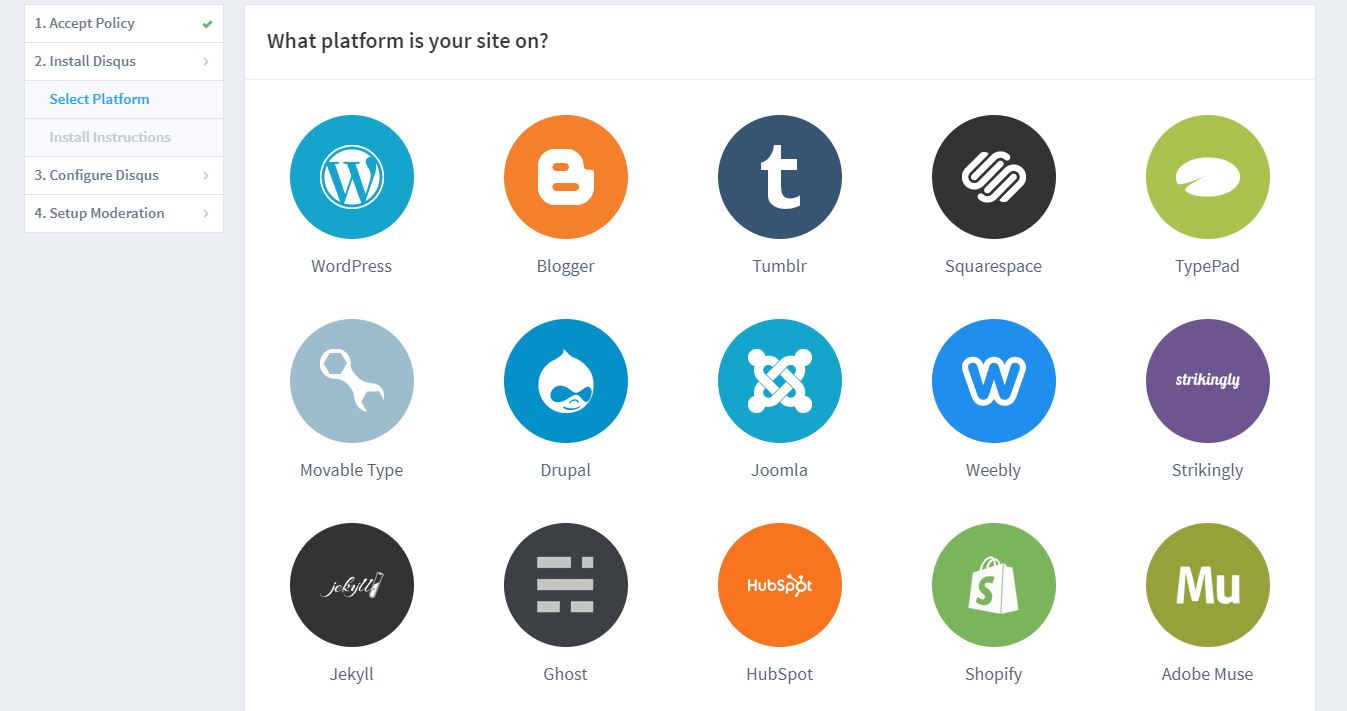 1. Accept Policy
2. Install Disqus
Select Platform
Install Instructions
3. Configure Disqus
4. Setup Moderation
What platform is your site on?
WordPress Blogger Tumblr Squarespace TypePad
strikingly
Movable Type Drupal Joomla Weebly Strikingly
jekyll HubSpot Mu
Jekyll Ghost HubSpot Shopify Adobe Muse